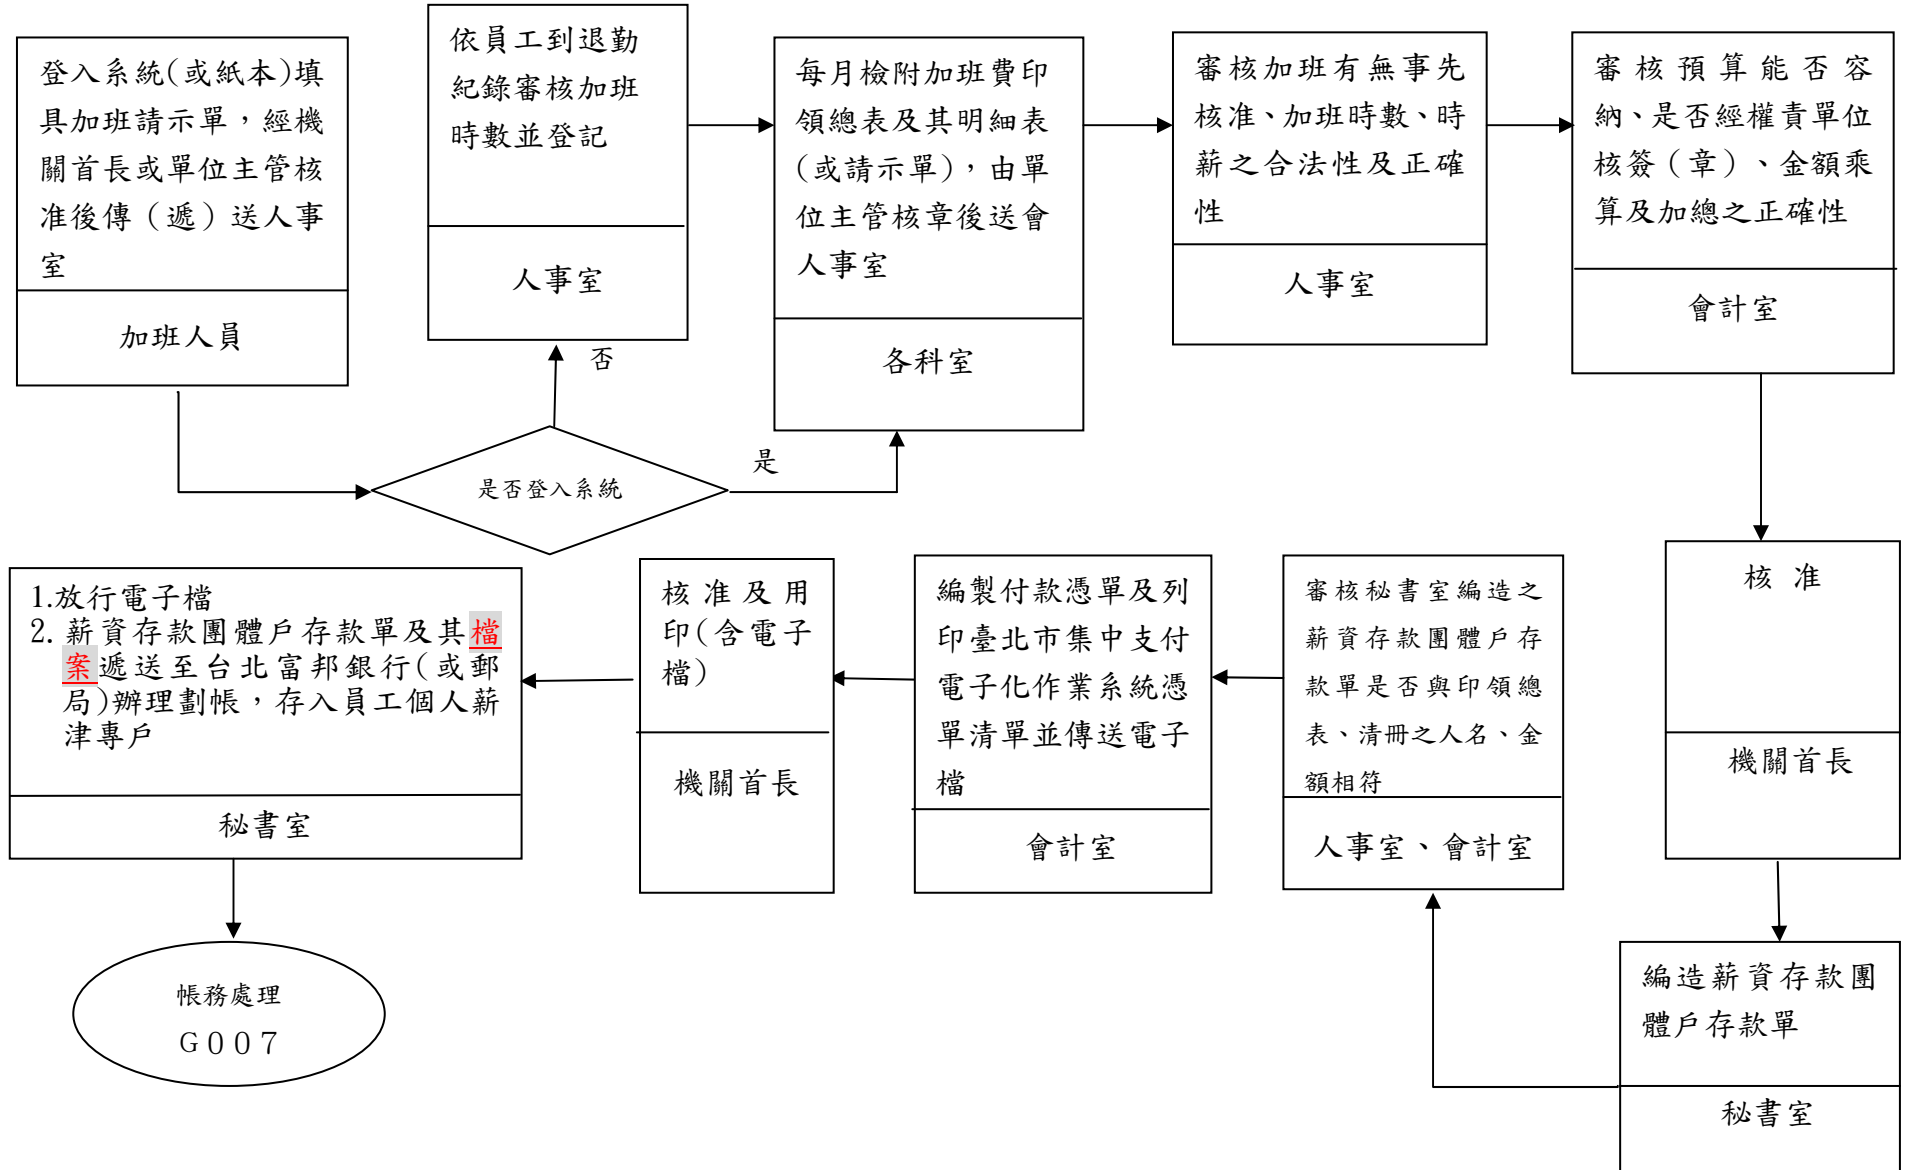 登入系統(或紙本)填
具加班請示單，經機
關首長或單位主管核
准後傳（遞）送人事
室
加班人員
依員工到退勤
紀錄審核加班
時數並登記
人事室
否
是否登入系統
是
每月檢附加班費印
領總表及其明細表
(或請示單)，由單
位主管核章後送會
人事室
各科室
審核加班有無事先
核准、加班時數、時
薪之合法性及正確
性
人事室
審核預算能否容
納、是否經權責單位
核簽（章）、金額乘
算及加總之正確性
會計室
核 准
機關首長
編造薪資存款團
體戶存款單
秘書室
審核秘書室編造之
薪資存款團體戶存
款單是否與印領總
表、清冊之人名、金
額相符
人事室、會計室
編製付款憑單及列
印臺北市集中支付
電子化作業系統憑
單清單並傳送電子
檔
會計室
核准及用
印(含電子
檔)
機關首長
1.放行電子檔
2. 薪資存款團體戶存款單及其檔
案遞送至台北富邦銀行(或郵
局)辦理劃帳，存入員工個人薪
津專戶
秘書室
帳務處理
Ｇ００７